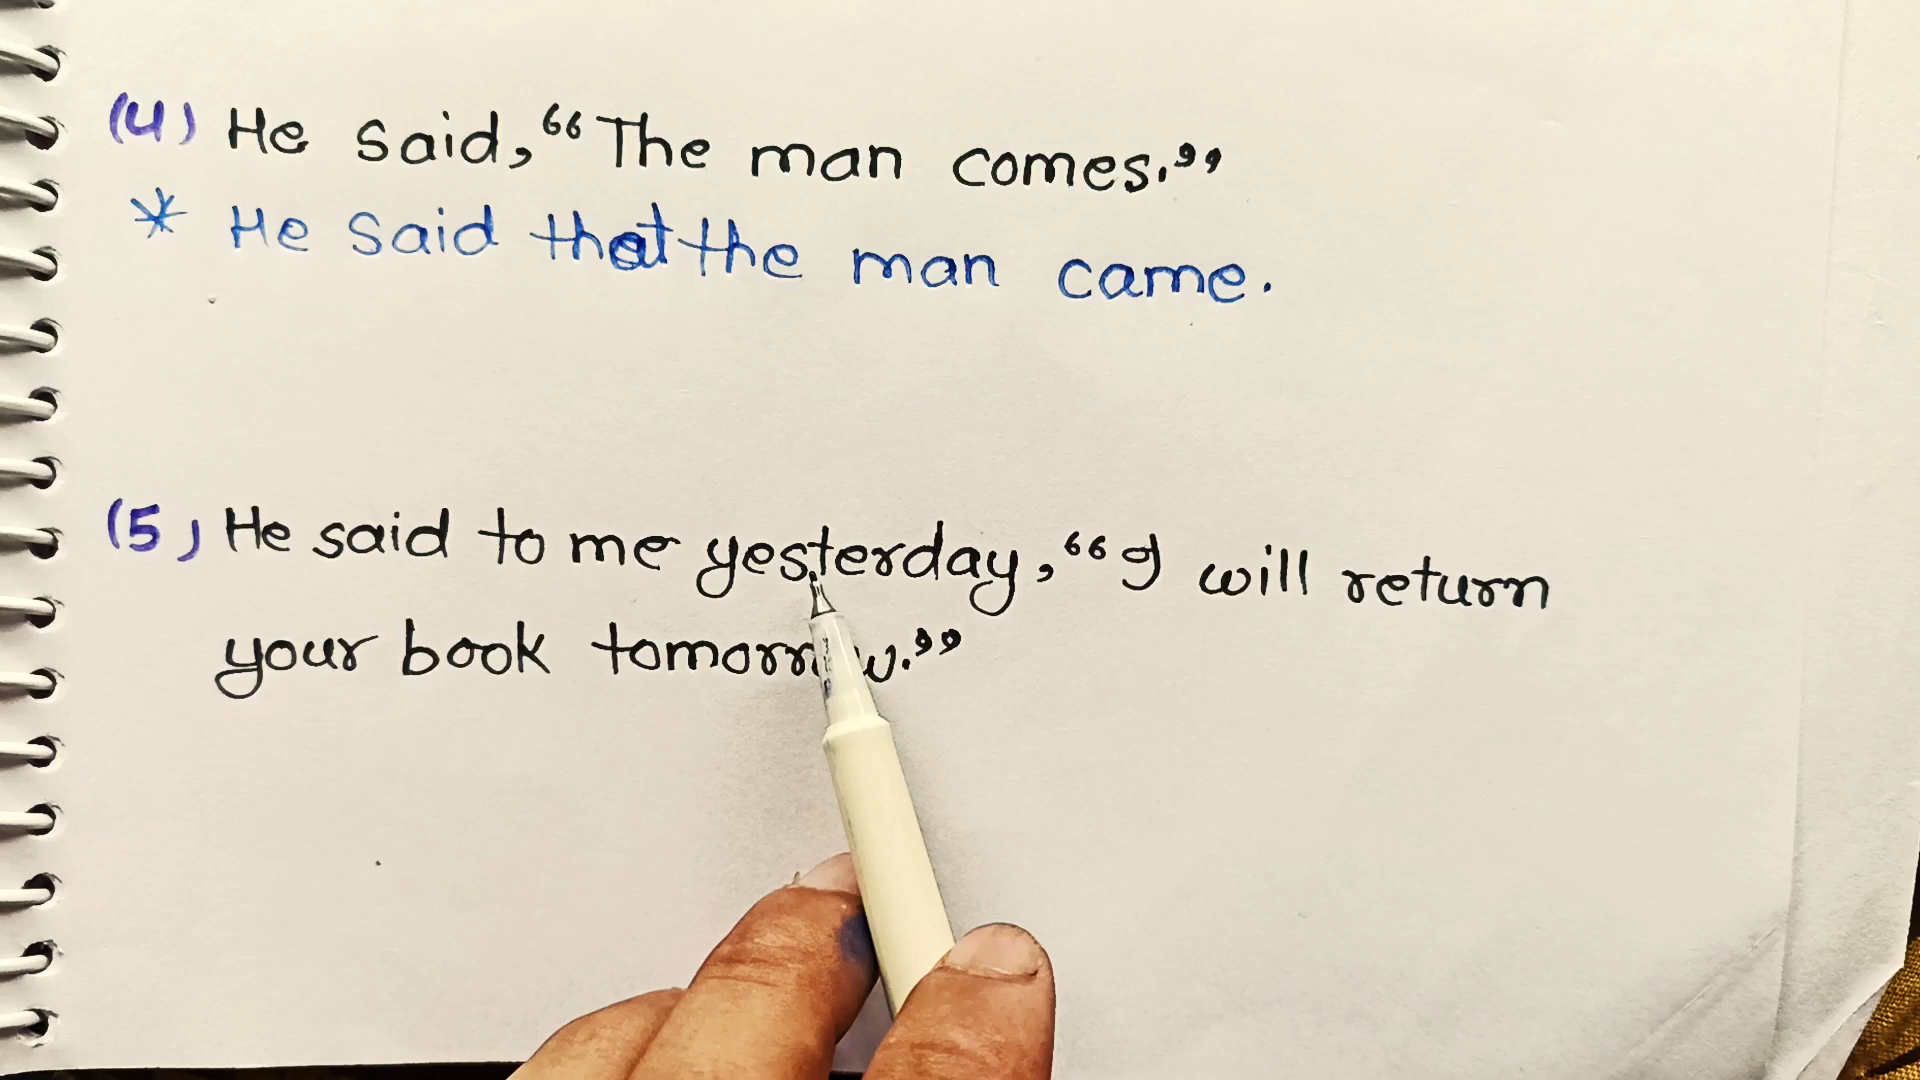 (4) He said, “The man comes.”
* He said that the man came.
(5) He said to me yesterday, “I will return
your book tomorrow.”